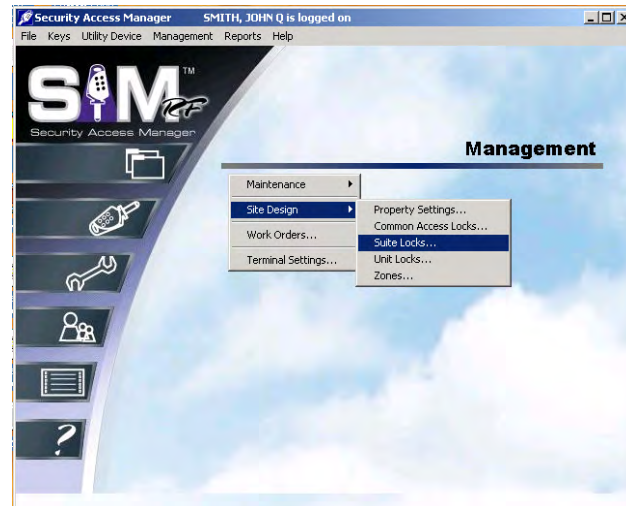 Security Access Manager SMITH, JOHN Q is logged on
File Keys Utility Device Management Reports Help
SAM TM
RF
Security Access Manager
Management
Maintenance
Site Design
Property Settings...
Common Access Locks...
Work Orders...
Suite Locks...
Terminal Settings...
Unit Locks...
Zones...
?